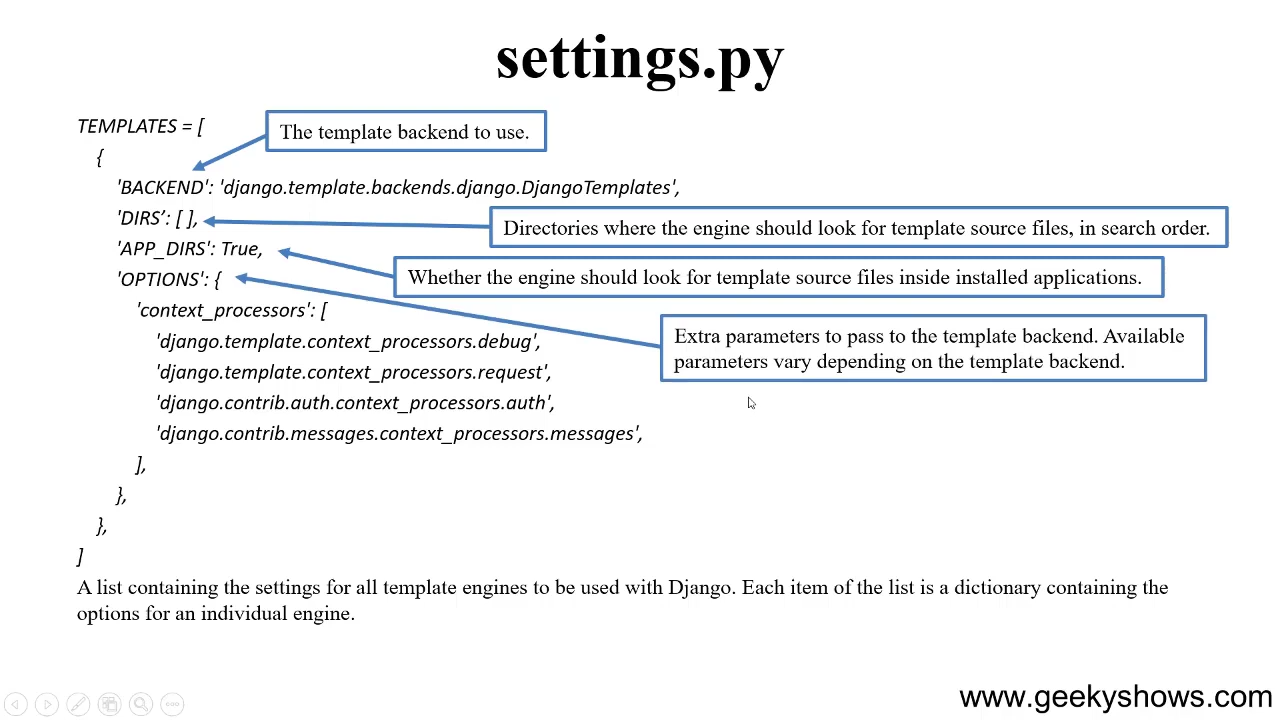 settings.py
TEMPLATES = [
The template backend to use.
{
'BACKEND': 'django.template.backends.django.DjangoTemplates',
'DIRS’: [ ],
Directories where the engine should look for template source files, in search order.
'APP_DIRS': True,
Whether the engine should look for template source files inside installed applications.
'OPTIONS': {
'context_processors': [
Extra parameters to pass to the template backend. Available
parameters vary depending on the template backend.
'django.template.context_processors.debug',
'django.template.context_processors.request',
'django.contrib.auth.context_processors.auth',
'django.contrib.messages.context_processors.messages',
],
},
},
]
A list containing the settings for all template engines to be used with Django. Each item of the list is a dictionary containing the
options for an individual engine.
www.geekyshows.com